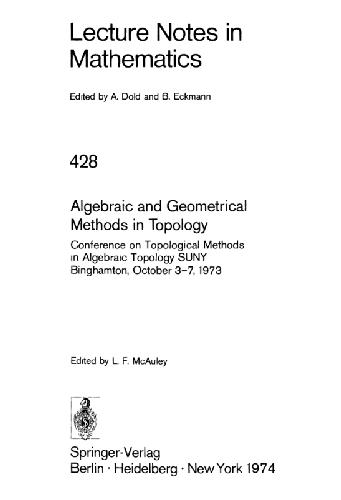 Lecture Notes in
Mathematics
Edited by A. Dold and B. Eckmann
428
Algebraic and Geometrical
Methods in Topology
Conference on Topological Methods
in Algebraic Topology SUNY
Binghamton, October 3-7, 1973
Edited by L. F. McAuley
Springer-Verlag
Berlin · Heidelberg · New York 1974